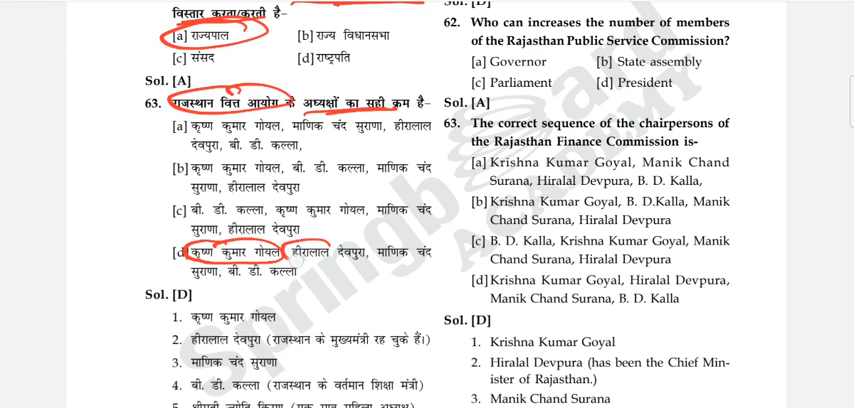 विस्तार करता/करती है–
[a] राज्यपाल [b] राज्य विधानसभा
[c] संसद [d] राष्ट्रपति
Sol. [A]
63. राजस्थान वित्त आयोग के अध्यक्षों का सही क्रम है–
[a] कृष्ण कुमार गोयल, माणिक चंद सुराणा, हीरालाल
देवपुरा, बी. डी. कल्ला,
[b] कृष्ण कुमार गोयल, बी. डी. कल्ला, माणिक चंद
सुराणा, हीरालाल देवपुरा
[c] बी. डी. कल्ला, कृष्ण कुमार गोयल, माणिक चंद
सुराणा, हीरालाल देवपुरा
[d] कृष्ण कुमार गोयल हीरालाल देवपुरा, माणिक चंद
सुराणा, बी. डी. कल्ला
Sol. [D]
1. कृष्ण कुमार गोयल
2. हीरालाल देवपुरा (राजस्थान के मुख्यमंत्री रह चुके हैं।)
3. माणिक चंद सुराणा
4. बी. डी. कल्ला (राजस्थान के वर्तमान शिक्षा मंत्री)
Sol. [D]
62. Who can increases the number of members
of the Rajasthan Public Service Commission?
[a] Governor [b] State assembly
[c] Parliament [d] President
Sol. [A]
63. The correct sequence of the chairpersons of
the Rajasthan Finance Commission is-
[a] Krishna Kumar Goyal, Manik Chand
Surana, Hiralal Devpura, B. D. Kalla,
[b] Krishna Kumar Goyal, B. D.Kalla, Manik
Chand Surana, Hiralal Devpura
[c] B. D. Kalla, Krishna Kumar Goyal, Manik
Chand Surana, Hiralal Devpura
[d] Krishna Kumar Goyal, Hiralal Devpura,
Manik Chand Surana, B. D. Kalla
Sol. [D]
1. Krishna Kumar Goyal
2. Hiralal Devpura (has been the Chief Min-
ister of Rajasthan.)
3. Manik Chand Surana
Springboard
ACADEMY